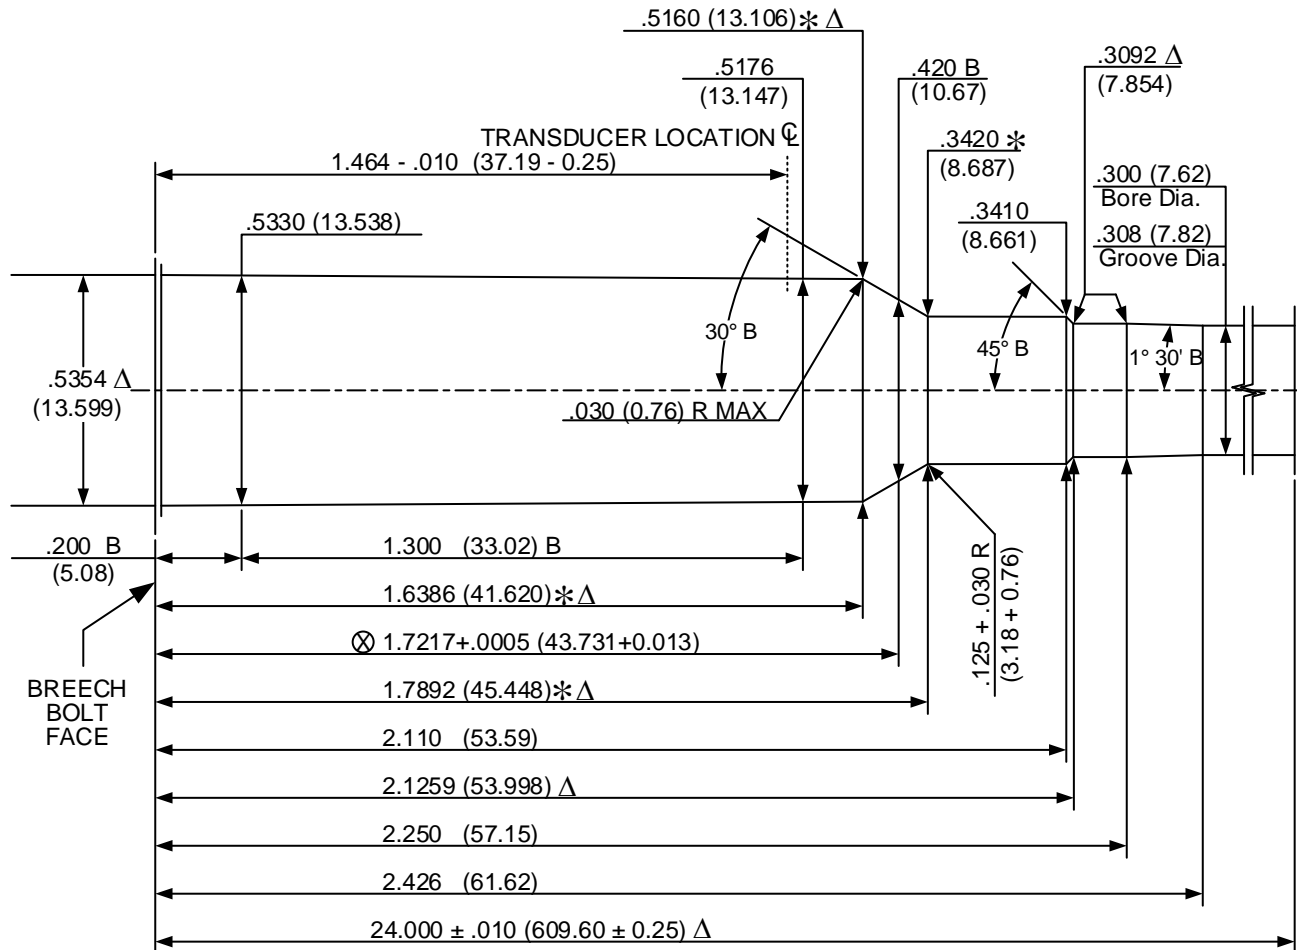 .5160 (13.106)✻ Δ
.5176
(13.147)
.420 B
(10.67)
.3092 Δ
(7.854)
TRANSDUCER LOCATION ℄
1.464 - .010 (37.19 - 0.25)
.3420 ✻
(8.687)
.300 (7.62)
Bore Dia.
.5330 (13.538)
.3410
(8.661)
.308 (7.82)
Groove Dia.
30° B
45° B
1° 30' B
.5354 Δ
(13.599)
.030 (0.76) R MAX
.200 B
(5.08)
1.300 (33.02) B
.125 + .030 R
(3.18 + 0.76)
1.6386 (41.620)✻ Δ
⊗ 1.7217+.0005 (43.731+0.013)
BREECH
BOLT
FACE
1.7892 (45.448)✻ Δ
2.110 (53.59)
2.1259 (53.998) Δ
2.250 (57.15)
2.426 (61.62)
24.000 ± .010 (609.60 ± 0.25) Δ